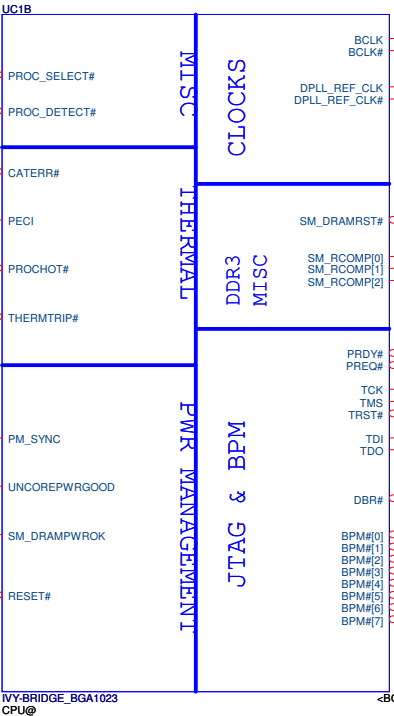 UC1B
MISC
PROC_SELECT#
PROC_DETECT#
THERMAL
CATERR#
PECI
PROCHOT#
THERMTRIP#
PWR MANAGEMENT
PM_SYNC
UNCOREPWRGOOD
SM_DRAMPWROK
RESET#
CLOCKS
BCLK
BCLK#
DPLL_REF_CLK
DPLL_REF_CLK#
DDR3
MISC
SM_DRAMRST#
SM_RCOMP[0]
SM_RCOMP[1]
SM_RCOMP[2]
JTAG & BPM
PRDY#
PREQ#
TCK
TMS
TRST#
TDI
TDO
DBR#
BPM#[0]
BPM#[1]
BPM#[2]
BPM#[3]
BPM#[4]
BPM#[5]
BPM#[6]
BPM#[7]
IVY-BRIDGE_BGA1023
CPU@